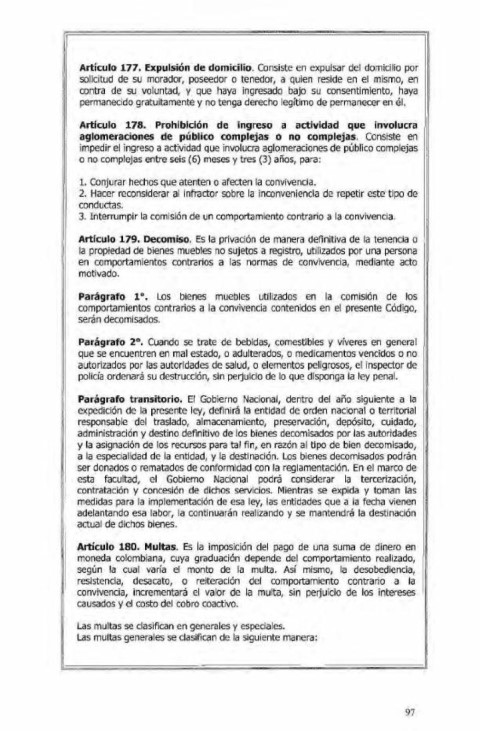 Artículo 177. Expulsión de domicilio. Consiste en expulsar del domicilio por
solicitud de su morador, poseedor o tenedor, a quien reside en el mismo, en
contra de su voluntad, y que haya ingresado bajo su consentimiento, haya
permanecido gratuitamente y no tenga derecho legítimo de permanecer en él.
Artículo 178. Prohibición de ingreso a actividad que involucra
aglomeraciones de público complejas o no complejas. Consiste en
impedir el ingreso a actividad que involucra aglomeraciones de público complejas
o no complejas entre seis (6) meses y tres (3) años, para:
1. Conjurar hechos que atenten o afecten la convivencia.
2. Hacer reconsiderar al infractor sobre la inconveniencia de repetir este tipo de
conductas.
3. Interrumpir la comisión de un comportamiento contrario a la convivencia.
Artículo 179. Decomiso. Es la privación de manera definitiva de la tenencia o
la propiedad de bienes muebles no sujetos a registro, utilizados por una persona
en comportamientos contrarios a las normas de convivencia, mediante acto
motivado.
Parágrafo 1°. Los bienes muebles utilizados en la comisión de los
comportamientos contrarios a la convivencia contenidos en el presente Código,
serán decomisados.
Parágrafo 2°. Cuando se trate de bebidas, comestibles y víveres en general
que se encuentren en mal estado, o adulterados, o medicamentos vencidos o no
autorizados por las autoridades de salud, o elementos peligrosos, el inspector de
policía ordenará su destrucción, sin perjuicio de lo que disponga la ley penal.
Parágrafo transitorio. El Gobierno Nacional, dentro del año siguiente a la
expedición de la presente ley, definirá la entidad de orden nacional o territorial
responsable del traslado, almacenamiento, preservación, depósito, cuidado,
administración y destino definitivo de los bienes decomisados por las autoridades
y la asignación de los recursos para tal fin, en razón al tipo de bien decomisado,
a la especialidad de la entidad, y la destinación. Los bienes decomisados podrán
ser donados o rematados de conformidad con la reglamentación. En el marco de
esta facultad, el Gobierno Nacional podrá considerar la tercerización,
contratación y concesión de dichos servicios. Mientras se expida y toman las
medidas para la implementación de esa ley, las entidades que a la fecha vienen
adelantando esa labor, la continuarán realizando y se mantendrá la destinación
actual de dichos bienes.
Artículo 180. Multas. Es la imposición del pago de una suma de dinero en
moneda colombiana, cuya graduación depende del comportamiento realizado,
según la cual varía el monto de la multa. Así mismo, la desobediencia,
resistencia, desacato, o reiteración del comportamiento contrario a la
convivencia, incrementará el valor de la multa, sin perjuicio de los intereses
causados y el costo del cobro coactivo.
Las multas se clasifican en generales y especiales.
Las multas generales se clasifican de la siguiente manera:
97